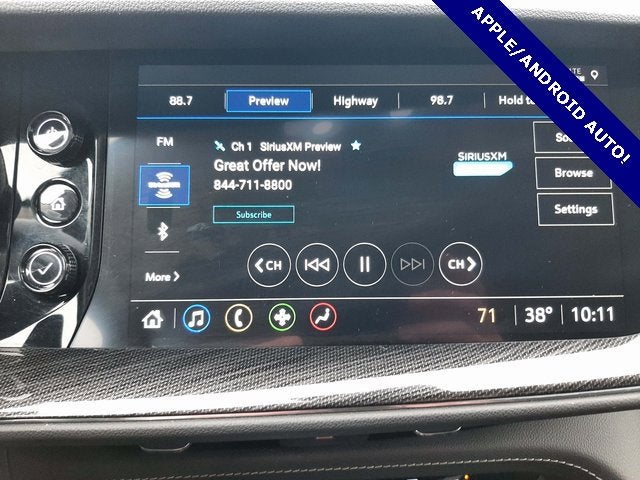 APPLE/ANDROID AUTO!
88.7 Preview Highway 98.7 Hold
FM
Ch 1 SiriusXM Preview
Great Offer Now!
844-711-8800
Subscribe
SIRIUSXM
Browse
Settings
More >
< CH
CH >
71 38° 10:11